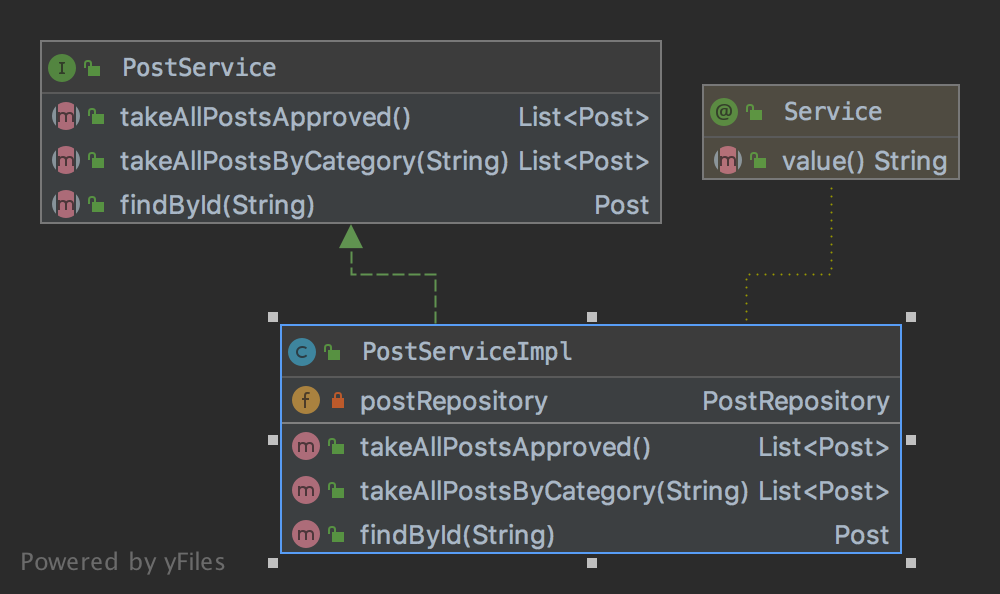 I PostService
m takeAllPostsApproved() List<Post>
m takeAllPostsByCategory(String) List<Post>
m findById(String) Post
@ Service
m value() String
C PostServiceImpl
f postRepository PostRepository
m takeAllPostsApproved() List<Post>
m takeAllPostsByCategory(String) List<Post>
m findById(String) Post
Powered by yFiles